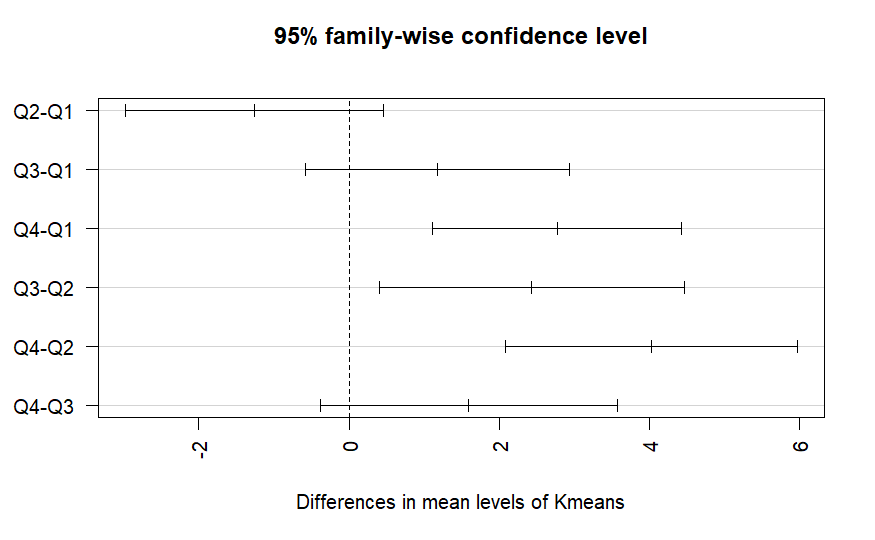 95% family-wise confidence level
Q2-Q1
Q3-Q1
Q4-Q1
Q3-Q2
Q4-Q2
Q4-Q3
-2 0 2 4 6
Differences in mean levels of Kmeans